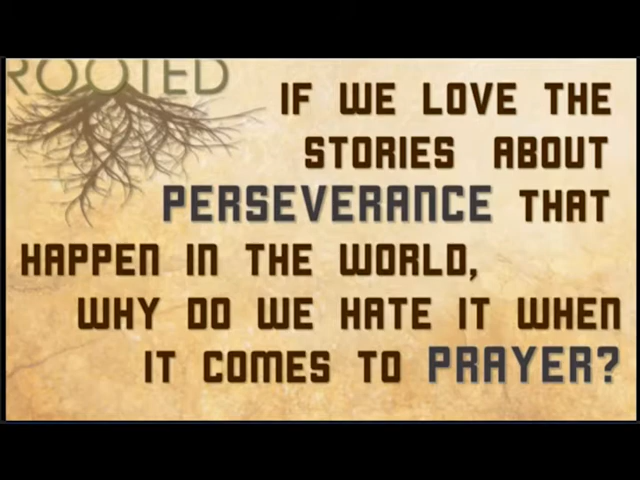 ROOTED
IF WE LOVE THE
STORIES ABOUT
PERSEVERANCE THAT
HAPPEN IN THE WORLD,
WHY DO WE HATE IT WHEN
IT COMES TO PRAYER?